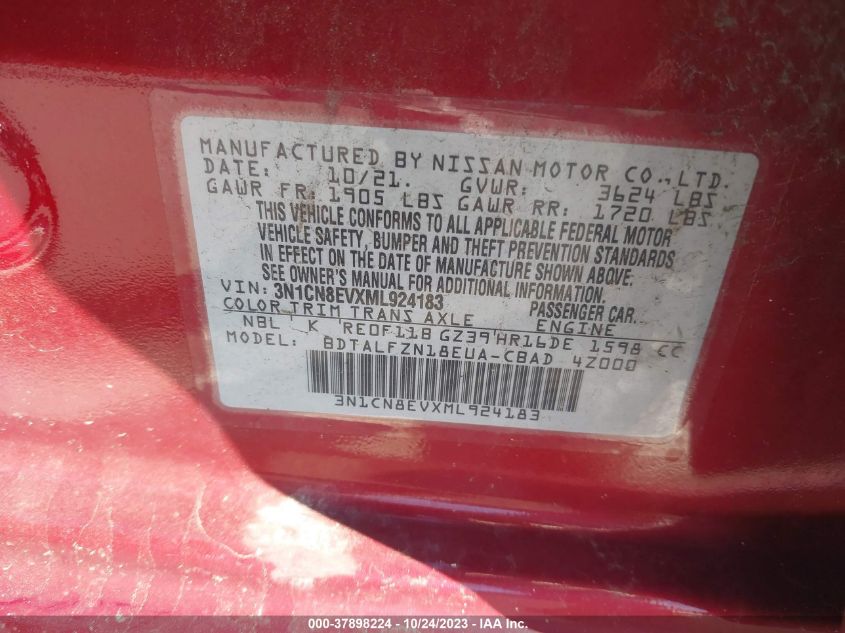 MANUFACTURED BY NISSAN MOTOR CO., LTD.
DATE: 10/21. GVWR: 3624 LBS
GAWR FR: 1905 LBS GAWR RR: 1720 LBS
THIS VEHICLE CONFORMS TO ALL APPLICABLE FEDERAL MOTOR
VEHICLE SAFETY, BUMPER AND THEFT PREVENTION STANDARDS
IN EFFECT ON THE DATE OF MANUFACTURE SHOWN ABOVE.
SEE OWNER'S MANUAL FOR ADDITIONAL INFORMATION.
VIN: 3N1CN8EVXML924183 PASSENGER CAR.
COLOR TRIM TRANS AXLE ENGINE
NBL K RE0F11B GZ39 HR16DE 1598 CC
MODEL: BDTALFZN18EUA-CBAD 4Z000
3N1CN8EVXML924183
000-37898224 - 10/24/2023 - IAA Inc.